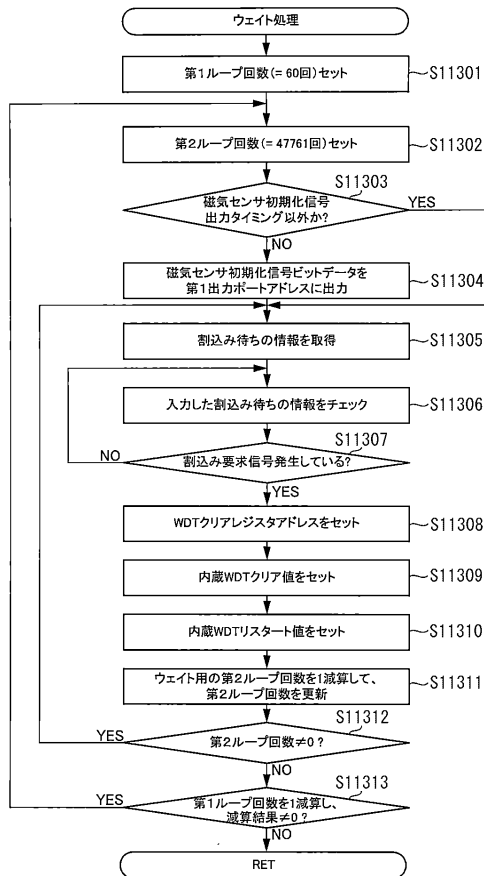 ウェイト処理
第1ループ回数(= 60回)セット
S11301
第2ループ回数(= 47761回)セット
S11302
S11303
磁気センサ初期化信号
出力タイミング以外か?
YES
NO
磁気センサ初期化信号ビットデータを
第1出力ポートアドレスに出力
S11304
割込み待ちの情報を取得
S11305
入力した割込み待ちの情報をチェック
S11306
S11307
NO
割込み要求信号発生している?
YES
WDTクリアレジスタアドレスをセット
S11308
内蔵WDTクリア値をセット
S11309
内蔵WDTリスタート値をセット
S11310
ウェイト用の第2ループ回数を1減算して、
第2ループ回数を更新
S11311
S11312
YES
第2ループ回数≠0?
NO
S11313
YES
第1ループ回数を1減算し、
減算結果≠0?
NO
RET